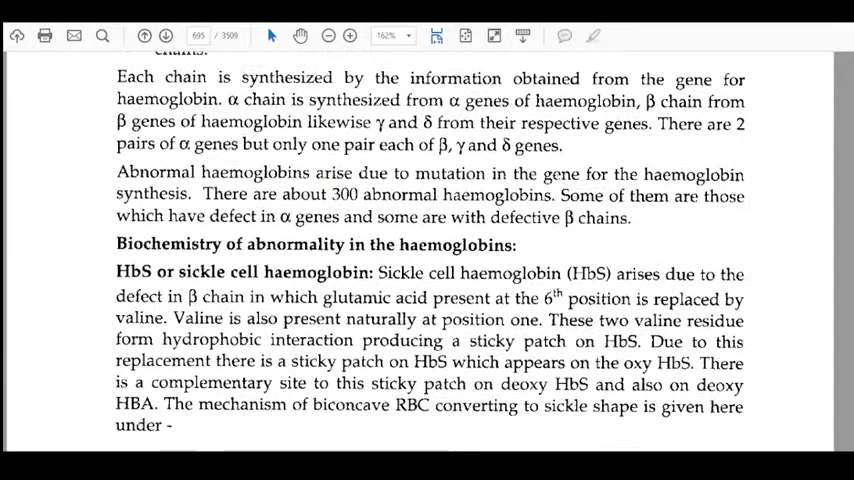 695 / 3509
162%
chains.
Each chain is synthesized by the information obtained from the gene for
haemoglobin. α chain is synthesized from α genes of haemoglobin, β chain from
β genes of haemoglobin likewise γ and δ from their respective genes. There are 2
pairs of α genes but only one pair each of β, γ and δ genes.
Abnormal haemoglobins arise due to mutation in the gene for the haemoglobin
synthesis. There are about 300 abnormal haemoglobins. Some of them are those
which have defect in α genes and some are with defective β chains.
Biochemistry of abnormality in the haemoglobins:
HbS or sickle cell haemoglobin: Sickle cell haemoglobin (HbS) arises due to the
defect in β chain in which glutamic acid present at the 6th position is replaced by
valine. Valine is also present naturally at position one. These two valine residue
form hydrophobic interaction producing a sticky patch on HbS. Due to this
replacement there is a sticky patch on HbS which appears on the oxy HbS. There
is a complementary site to this sticky patch on deoxy HbS and also on deoxy
HBA. The mechanism of biconcave RBC converting to sickle shape is given here
under -